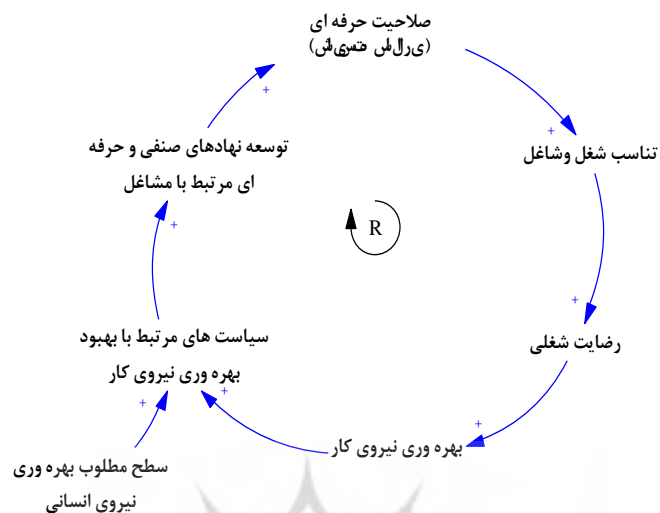 صلاحیت حرفه ای
تناسب شغل وشاغل
رضایت شغلی
بهره وری نیروی کار
سیاست های مرتبط با بهبود
بهره وری نیروی کار
سطح مطلوب بهره وری
نیروی انسانی
توسعه نهادهای صنفی و حرفه
ای مرتبط با مشاغل
R
+
+
+
+
+
+
+